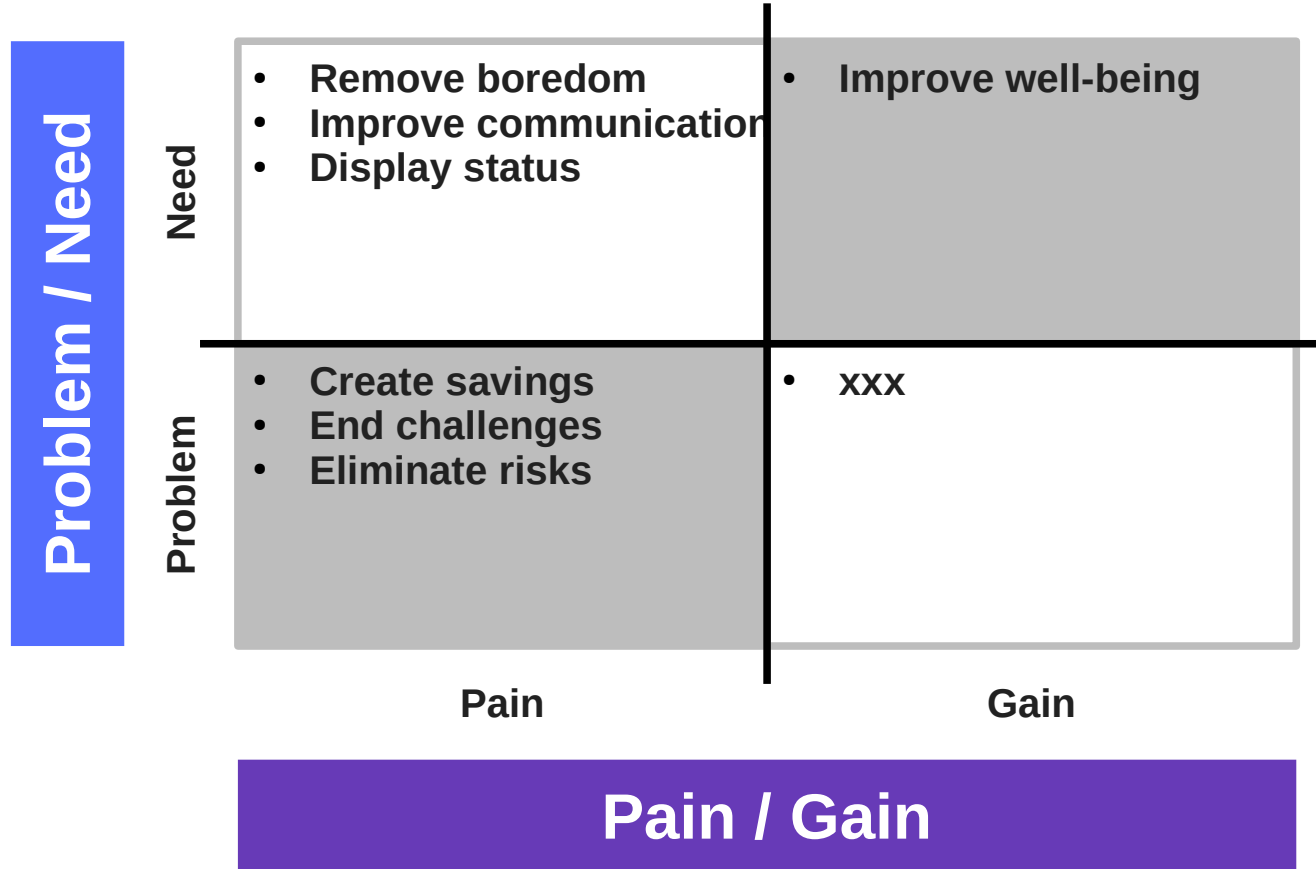 Problem / Need
Need
• Remove boredom
• Improve communication
• Display status
• Improve well-being
Problem
• Create savings
• End challenges
• Eliminate risks
• xxx
Pain
Gain
Pain / Gain